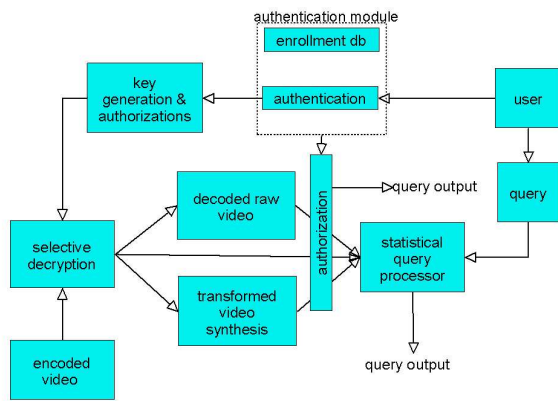 authentication module
enrollment db
key
generation &
authorizations
authentication
user
query
decoded raw
video
authorization
query output
selective
decryption
statistical
query
processor
transformed
video
synthesis
encoded
video
query output